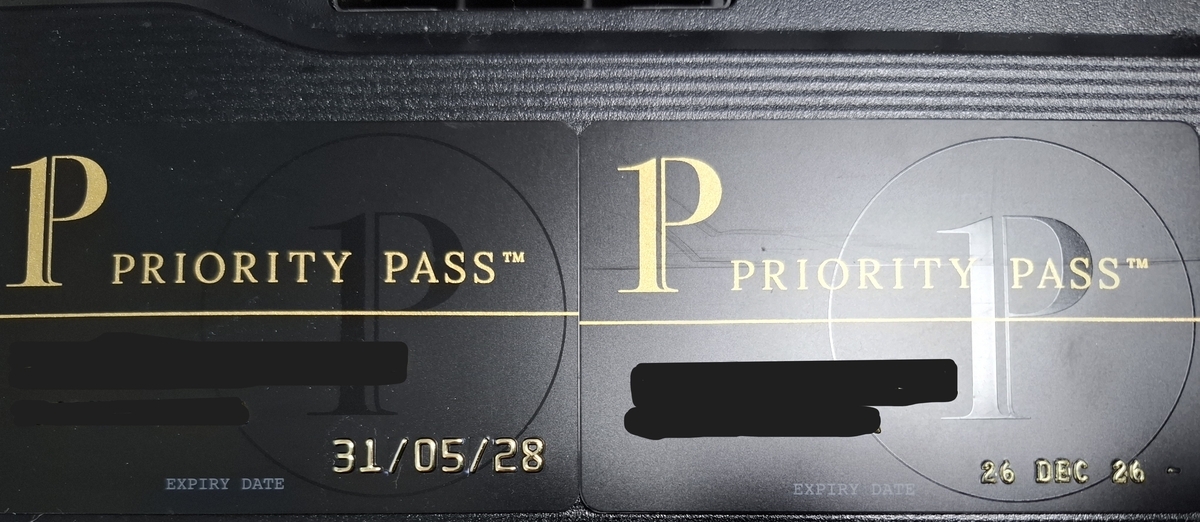 P PRIORITY PASS™
31/05/28
EXPIRY DATE
P PRIORITY PASS™
26 DEC 26 -
EXPIRY DATE